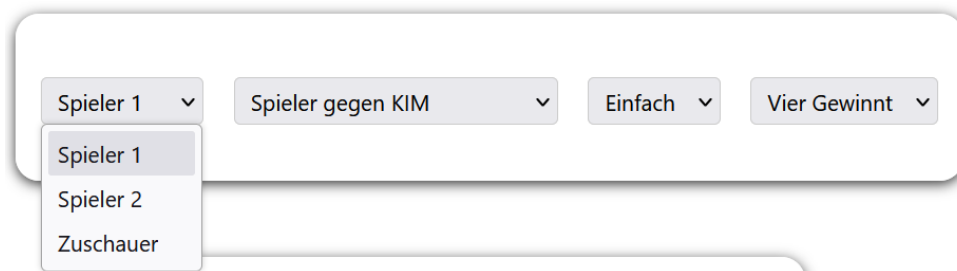 Spieler 1 Spieler gegen KIM Einfach Vier Gewinnt
Spieler 1
Spieler 2
Zuschauer